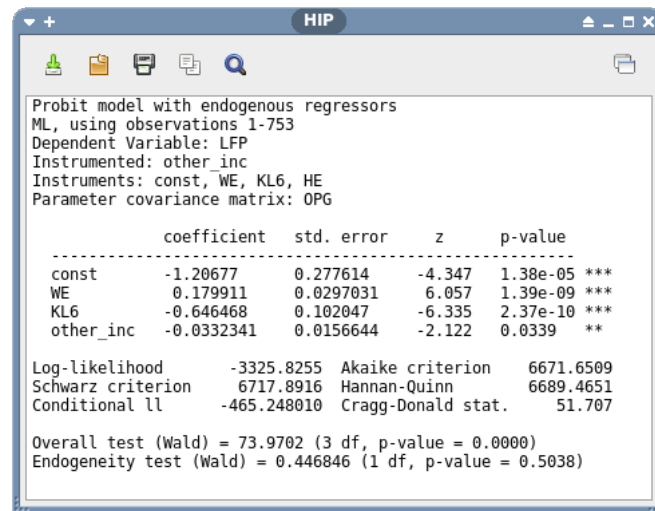 HIP
Probit model with endogenous regressors
ML, using observations 1-753
Dependent Variable: LFP
Instrumented: other_inc
Instruments: const, WE, KL6, HE
Parameter covariance matrix: OPG
coefficient std. error z p-value
---------------------------------------------------------
const -1.20677 0.277614 -4.347 1.38e-05 ***
WE 0.179911 0.0297031 6.057 1.39e-09 ***
KL6 -0.646468 0.102047 -6.335 2.37e-10 ***
other_inc -0.0332341 0.0156644 -2.122 0.0339 **
Log-likelihood -3325.8255 Akaike criterion 6671.6509
Schwarz criterion 6717.8916 Hannan-Quinn 6689.4651
Conditional ll -465.248010 Cragg-Donald stat. 51.707
Overall test (Wald) = 73.9702 (3 df, p-value = 0.0000)
Endogeneity test (Wald) = 0.446846 (1 df, p-value = 0.5038)